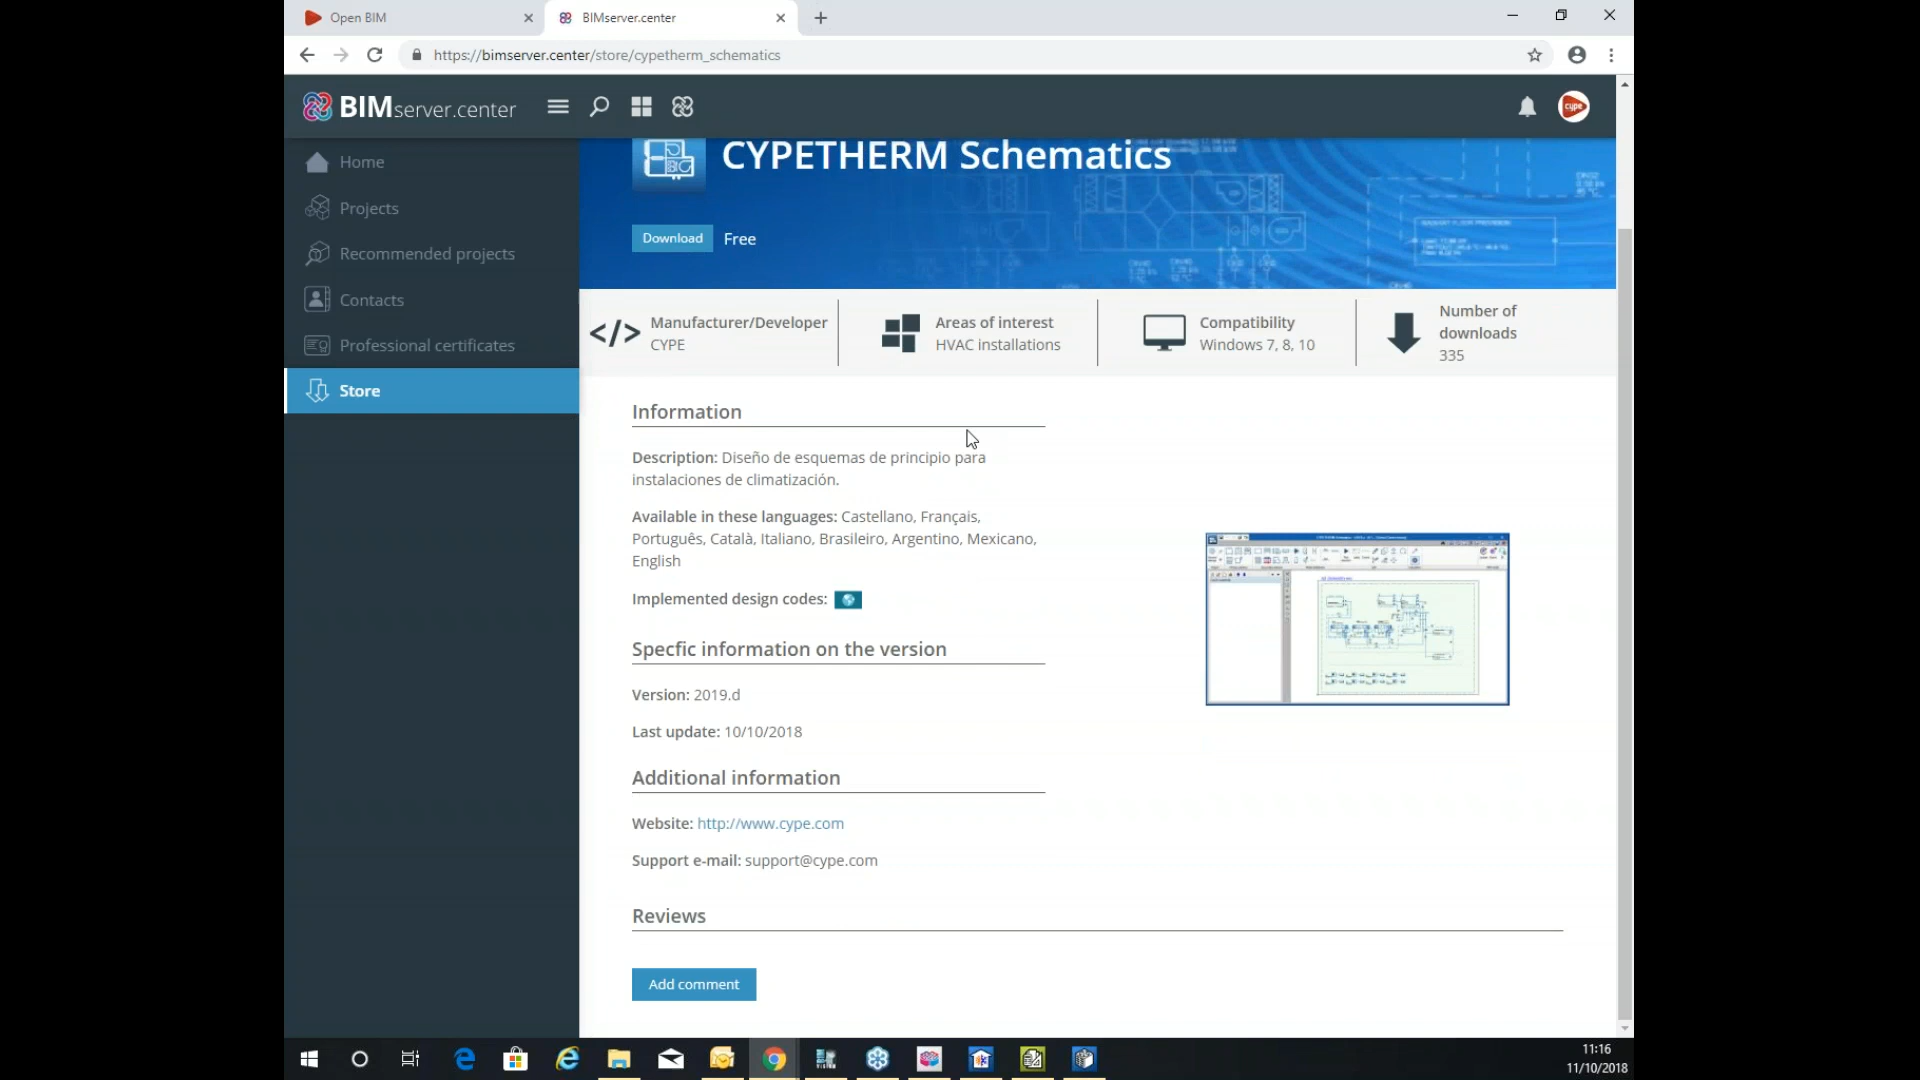 Open BIM
BIMserver.center
https://bimserver.center/store/cypetherm_schematics
BIMserver.center
cype
Home
Projects
Recommended projects
Contacts
Professional certificates
Store
CYPETHERM Schematics
Download Free
Manufacturer/Developer
CYPE
Areas of interest
HVAC installations
Compatibility
Windows 7, 8, 10
Number of
downloads
335
Information
Description: Diseño de esquemas de principio para
instalaciones de climatización.
Available in these languages: Castellano, Français,
Português, Català, Italiano, Brasileiro, Argentino, Mexicano,
English
Implemented design codes:
Specfic information on the version
Version: 2019.d
Last update: 10/10/2018
Additional information
Website: http://www.cype.com
Support e-mail: support@cype.com
Reviews
Add comment
11:16
11/10/2018